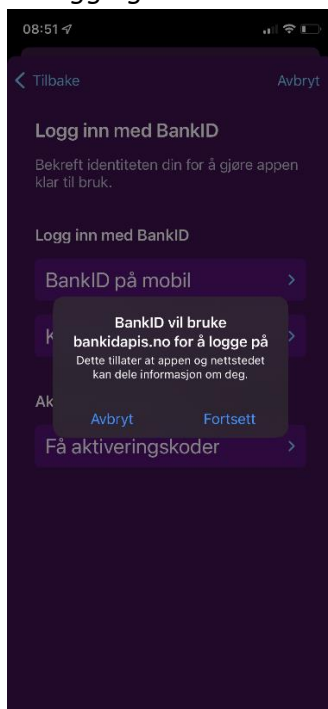 08:51
Tilbake
Avbryt
Logg inn med BankID
Bekreft identiteten din for å gjøre appen
klar til bruk.
Logg inn med BankID
BankID på mobil
K
BankID vil bruke
bankidapis.no for å logge på
Dette tillater at appen og nettstedet
kan dele informasjon om deg.
Ak
Avbryt
Fortsett
Få aktiveringskoder